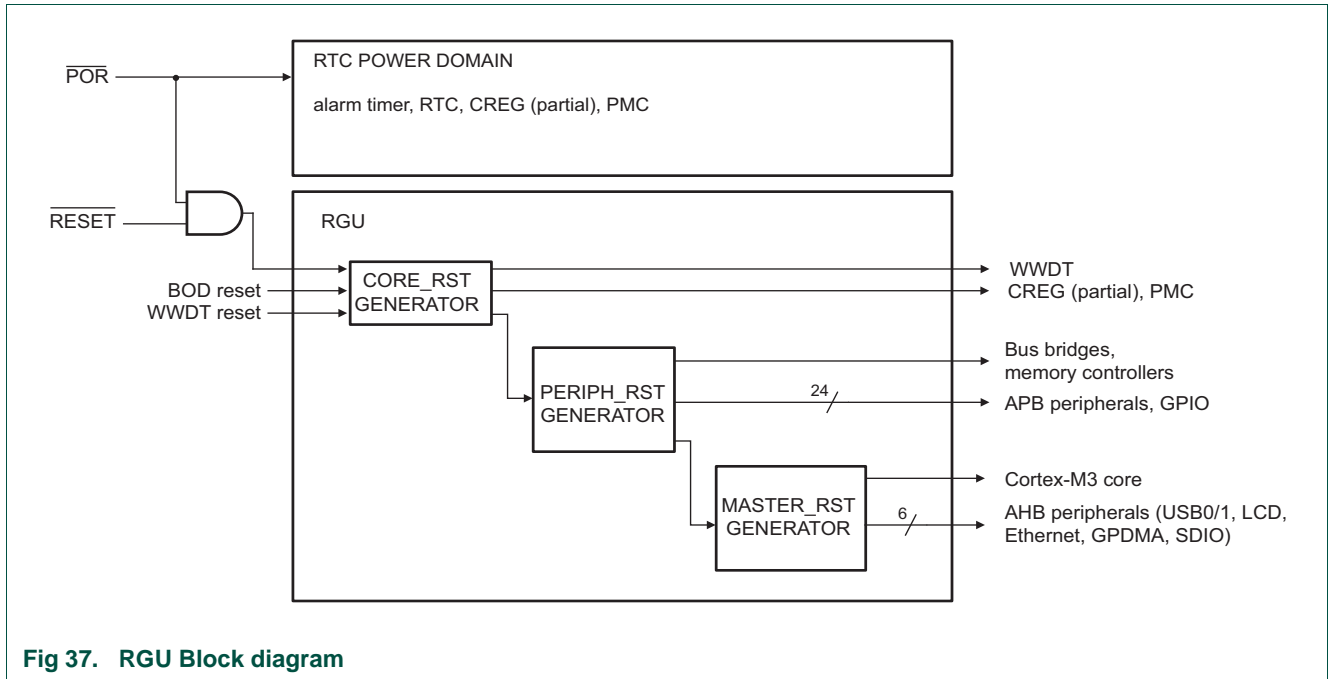 POR
RTC POWER DOMAIN
alarm timer, RTC, CREG (partial), PMC
RESET
RGU
BOD reset
WWDT reset
CORE_RST
GENERATOR
WWDT
CREG (partial), PMC
PERIPH_RST
GENERATOR
Bus bridges,
memory controllers
24
APB peripherals, GPIO
MASTER_RST
GENERATOR
Cortex-M3 core
6
AHB peripherals (USB0/1, LCD,
Ethernet, GPDMA, SDIO)
Fig 37. RGU Block diagram